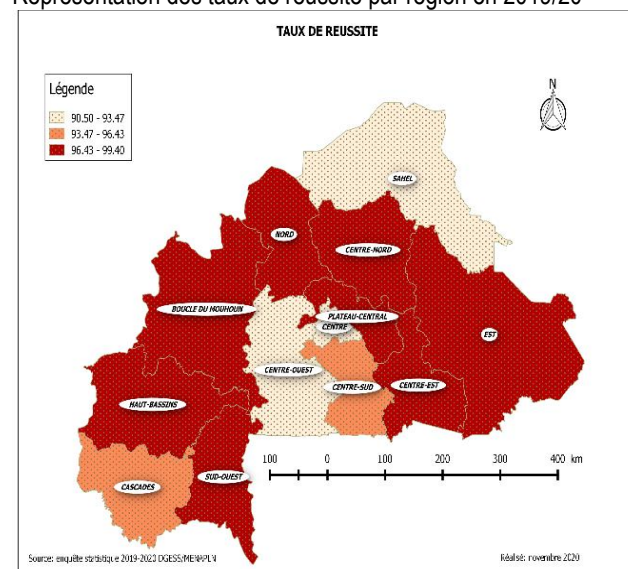 Représentation des taux de réussite par région en 2019/20
TAUX DE REUSSITE
Légende
90.50 - 93.47
93.47 - 96.43
96.43 - 99.40
N
SAHEL
NORD
CENTRE-NORD
BOUCLE DU MOUHOUN
PLATEAU-CENTRAL
CENTRE
EST
CENTRE-OUEST
CENTRE-SUD
CENTRE-EST
HAUT-BASSINS
CASCADES
SUD-OUEST
100 0 100 200 300 400 km
Source: enquête statistique 2019-2020 DGESS/MENAPLN
Réalisé: novembre 2020